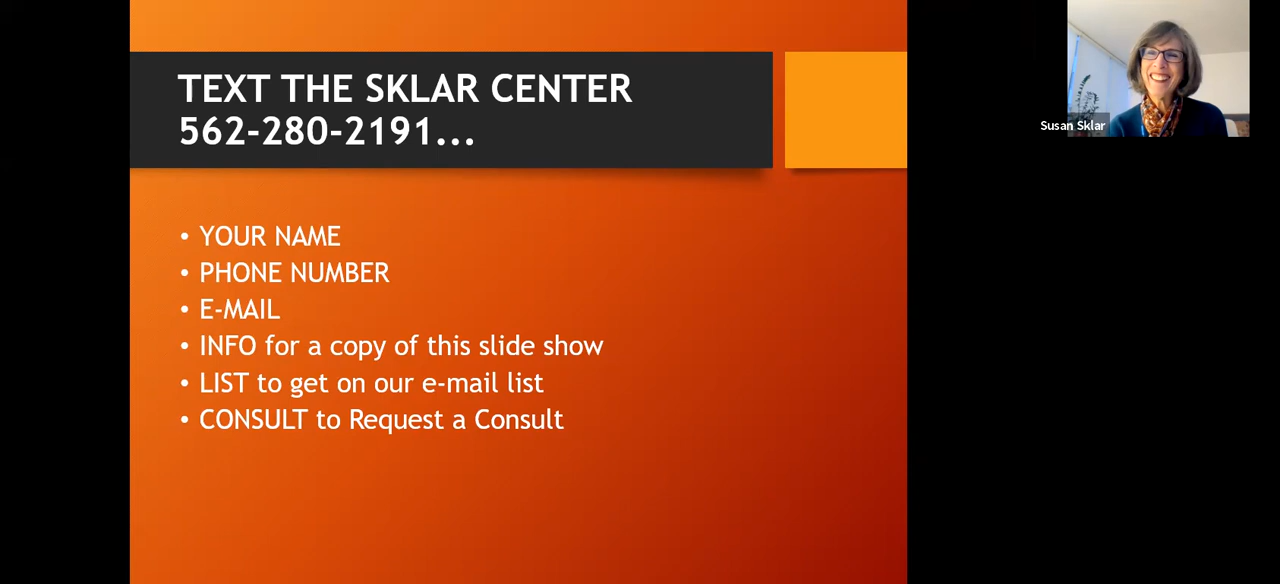 TEXT THE SKLAR CENTER
562-280-2191...
• YOUR NAME
• PHONE NUMBER
• E-MAIL
• INFO for a copy of this slide show
• LIST to get on our e-mail list
• CONSULT to Request a Consult
Susan Sklar